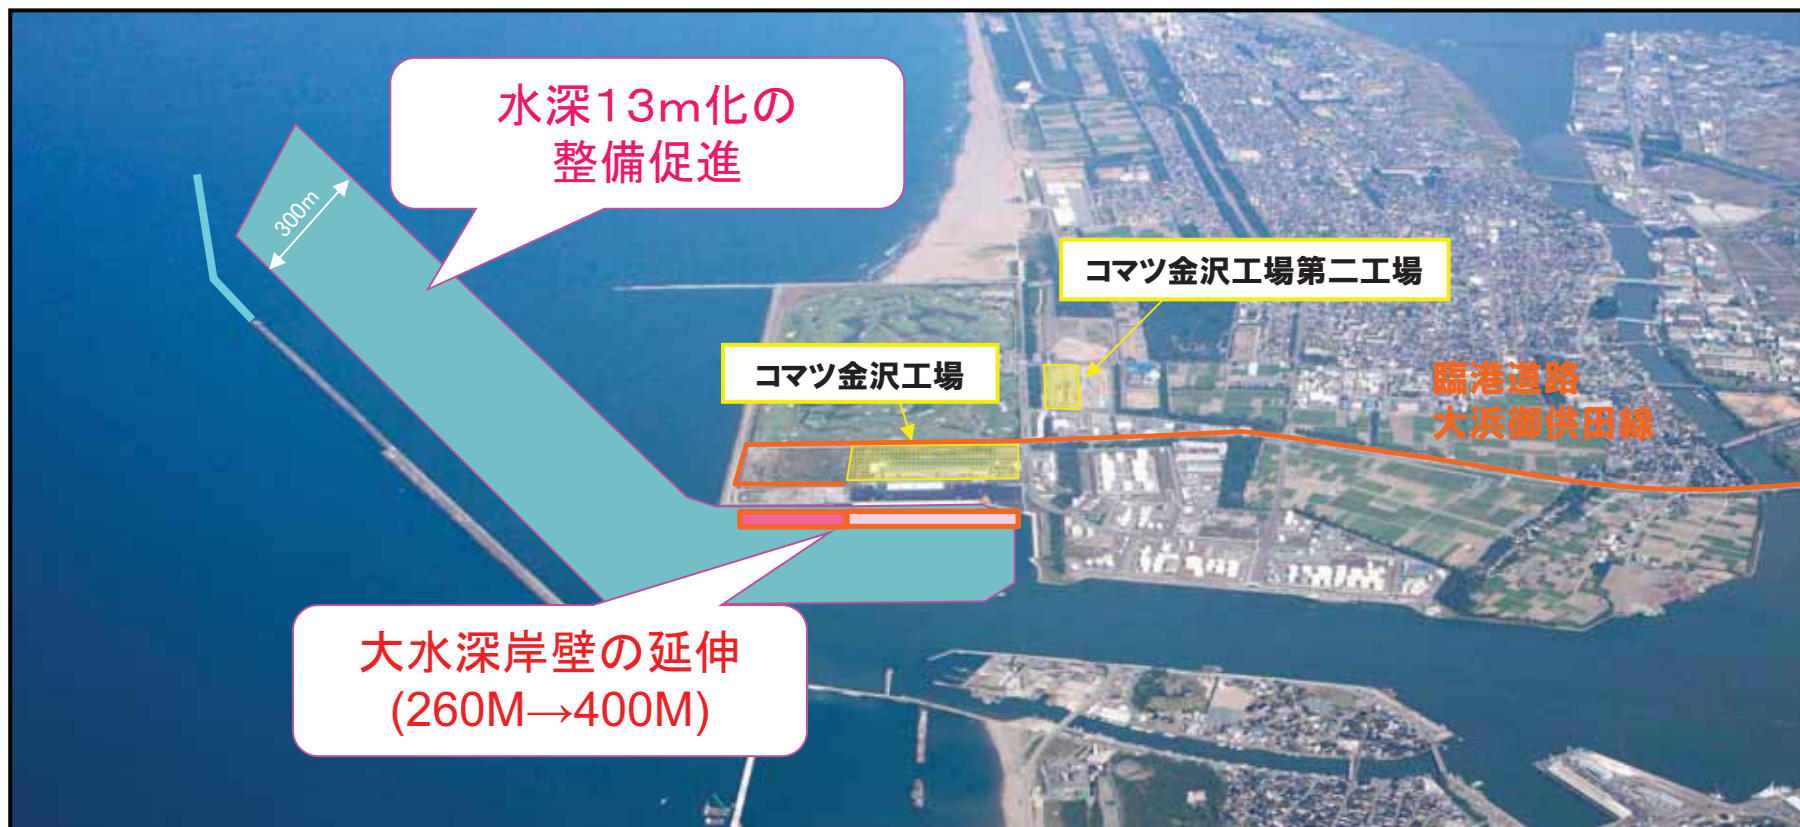 水深13m化の
整備促進
300m
コマツ金沢工場第二工場
コマツ金沢工場
臨港道路
大浜御供田線
大水深岸壁の延伸
(260M→400M)